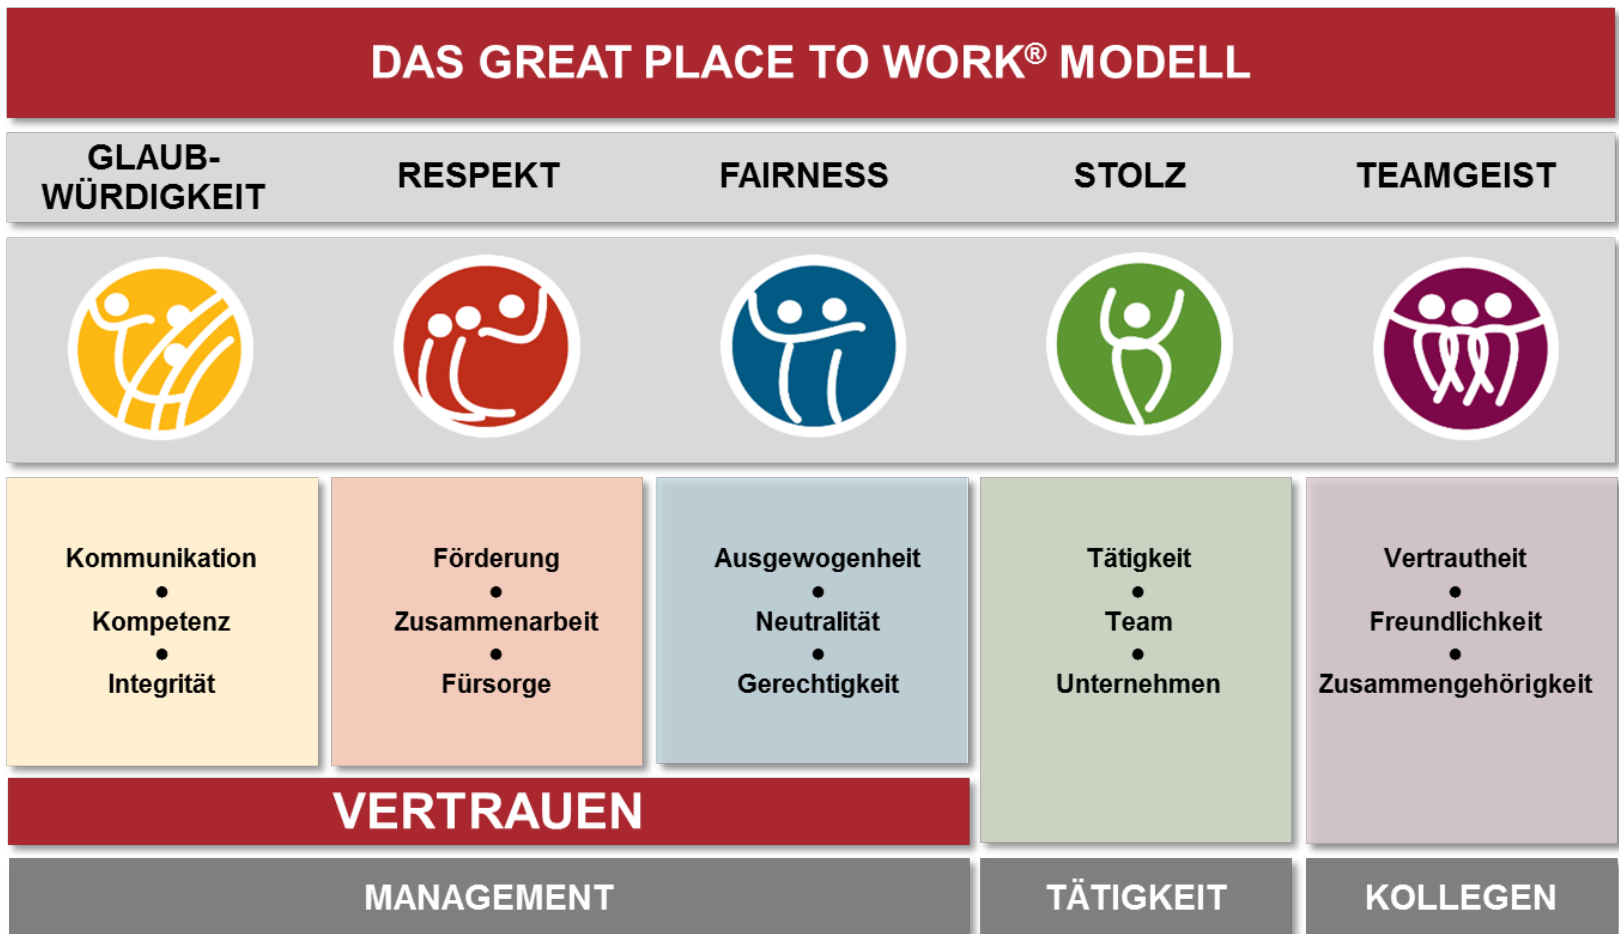 DAS GREAT PLACE TO WORK® MODELL
GLAUB-
WÜRDIGKEIT
RESPEKT
FAIRNESS
STOLZ
TEAMGEIST
Kommunikation
•
Kompetenz
•
Integrität
Förderung
•
Zusammenarbeit
•
Fürsorge
Ausgewogenheit
•
Neutralität
•
Gerechtigkeit
Tätigkeit
•
Team
•
Unternehmen
Vertrautheit
•
Freundlichkeit
•
Zusammengehörigkeit
VERTRAUEN
MANAGEMENT
TÄTIGKEIT
KOLLEGEN